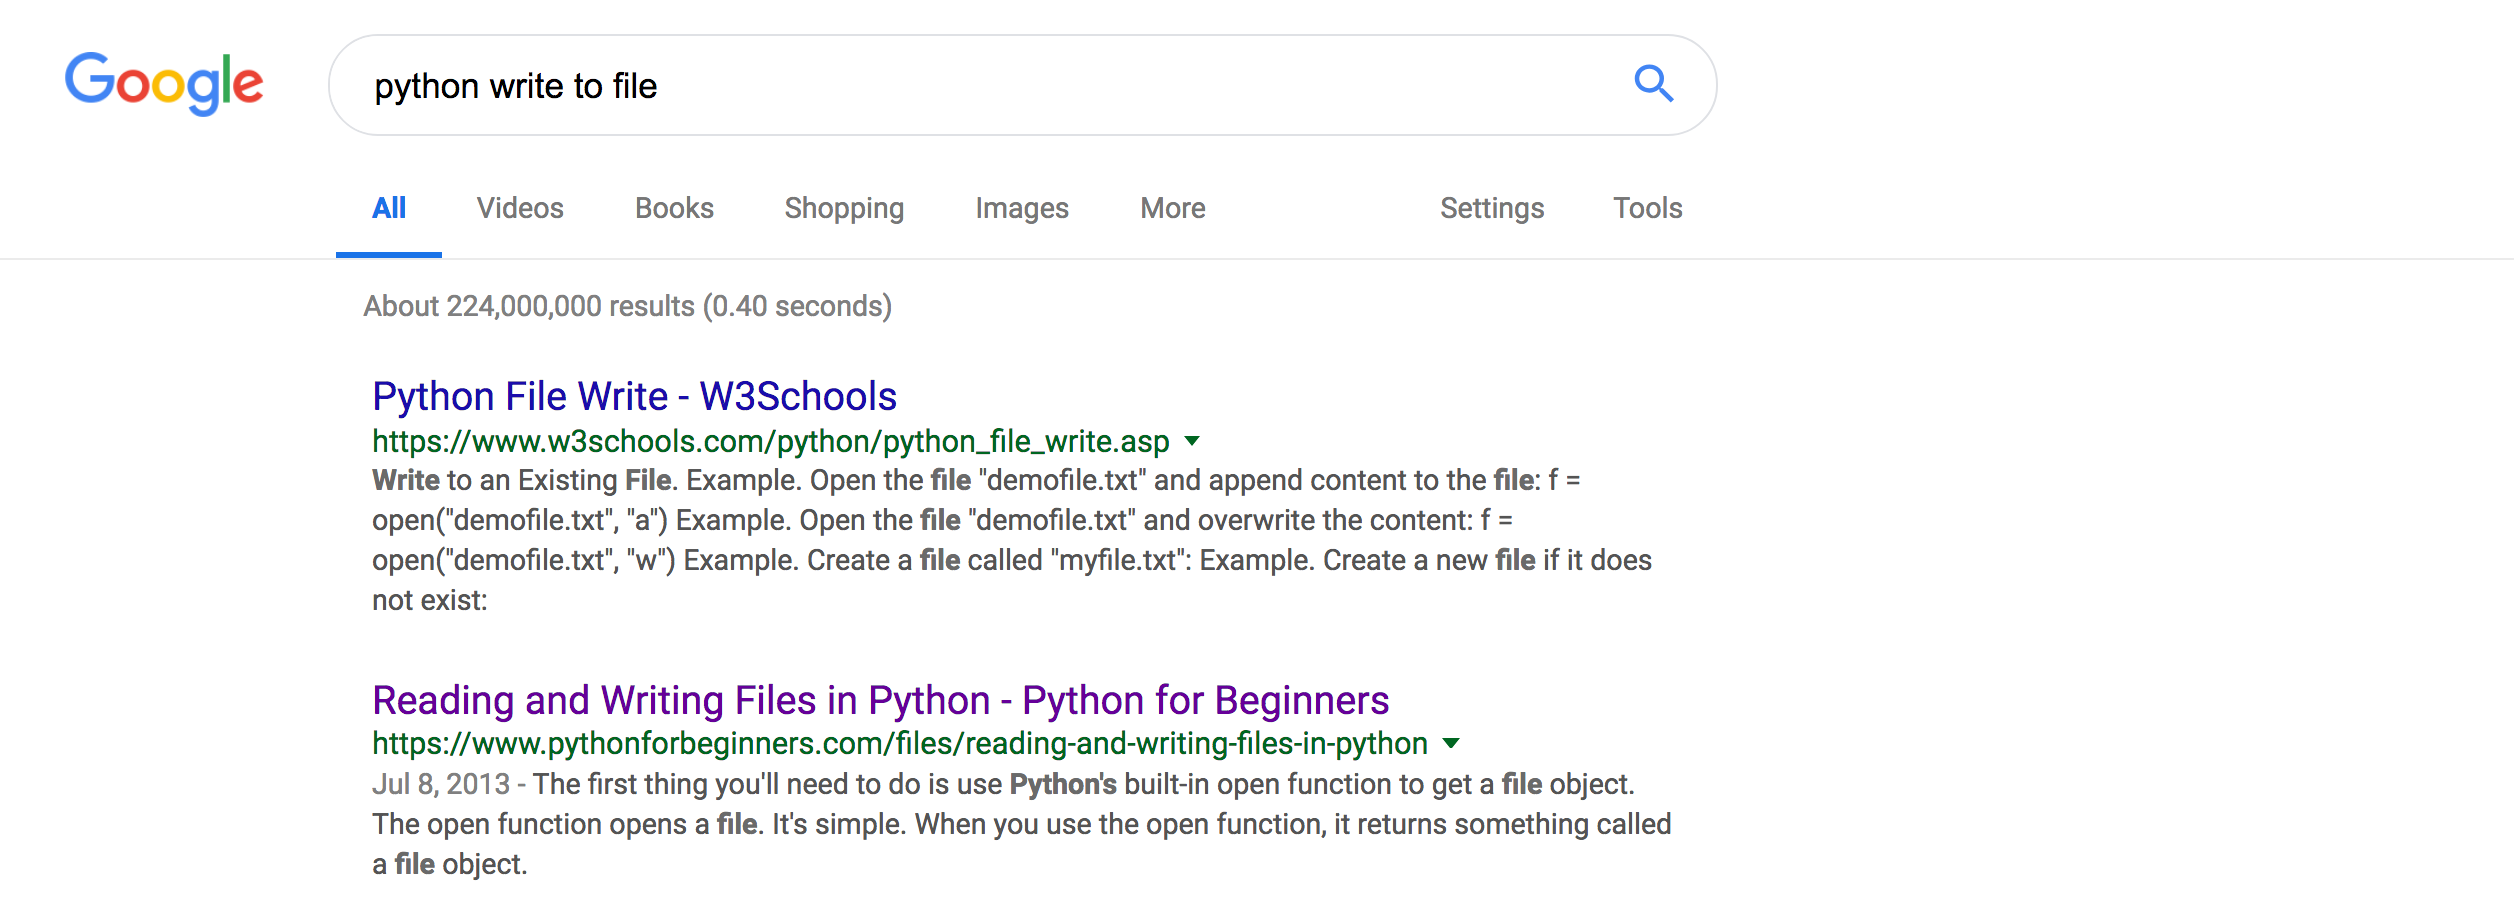 Google
python write to file
All Videos Books Shopping Images More Settings Tools
About 224,000,000 results (0.40 seconds)
Python File Write - W3Schools
https://www.w3schools.com/python/python_file_write.asp
Write to an Existing File. Example. Open the file "demofile.txt" and append content to the file: f =
open("demofile.txt", "a") Example. Open the file "demofile.txt" and overwrite the content: f =
open("demofile.txt", "w") Example. Create a file called "myfile.txt": Example. Create a new file if it does
not exist:
Reading and Writing Files in Python - Python for Beginners
https://www.pythonforbeginners.com/files/reading-and-writing-files-in-python
Jul 8, 2013 - The first thing you'll need to do is use Python's built-in open function to get a file object.
The open function opens a file. It's simple. When you use the open function, it returns something called
a file object.